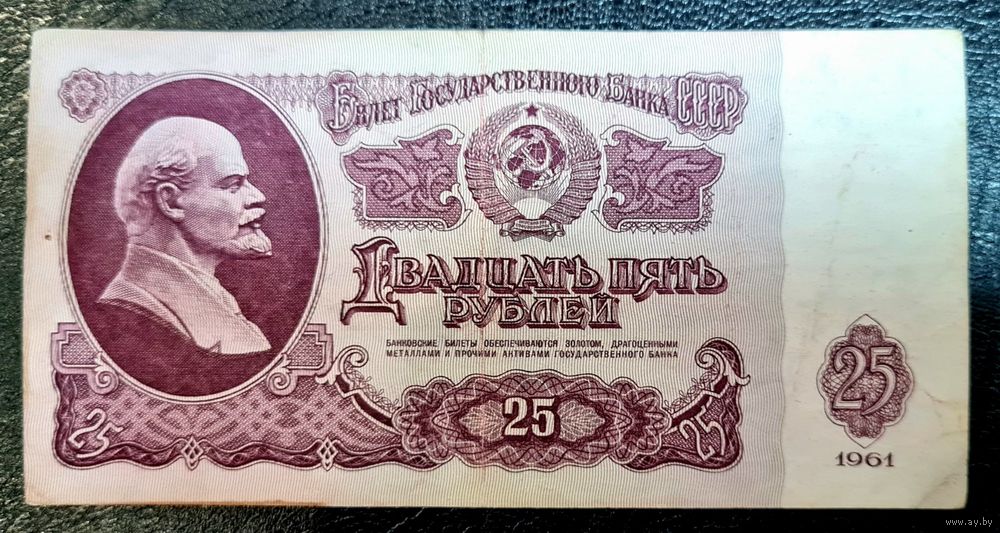 Билет Государственного Банка СССР
Двадцать пять
рублей
БАНКОВСКИЕ БИЛЕТЫ ОБЕСПЕЧИВАЮТСЯ ЗОЛОТОМ, ДРАГОЦЕННЫМИ
МЕТАЛЛАМИ И ПРОЧИМИ АКТИВАМИ ГОСУДАРСТВЕННОГО БАНКА
25
25
25
25
1961
www.ay.by